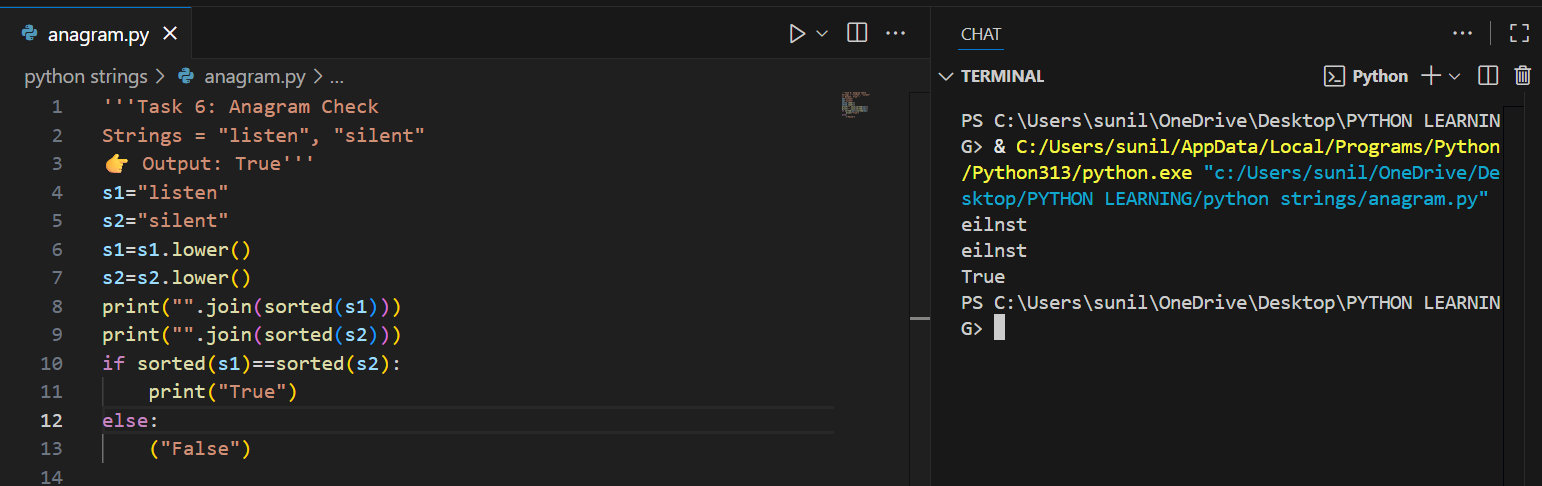 anagram.py
python strings > anagram.py > ...
1 '''Task 6: Anagram Check
2 Strings = "listen", "silent"
3 👉 Output: True'''
4 s1="listen"
5 s2="silent"
6 s1=s1.lower()
7 s2=s2.lower()
8 print("".join(sorted(s1)))
9 print("".join(sorted(s2)))
10 if sorted(s1)==sorted(s2):
11     print("True")
12 else:
13     ("False")
14
CHAT
TERMINAL
Python
PS C:\Users\sunil\OneDrive\Desktop\PYTHON LEARNIN
G> & C:/Users/sunil/AppData/Local/Programs/Python
/Python313/python.exe "c:/Users/sunil/OneDrive/De
sktop/PYTHON LEARNING/python strings/anagram.py"
eilnst
eilnst
True
PS C:\Users\sunil\OneDrive\Desktop\PYTHON LEARNIN
G>